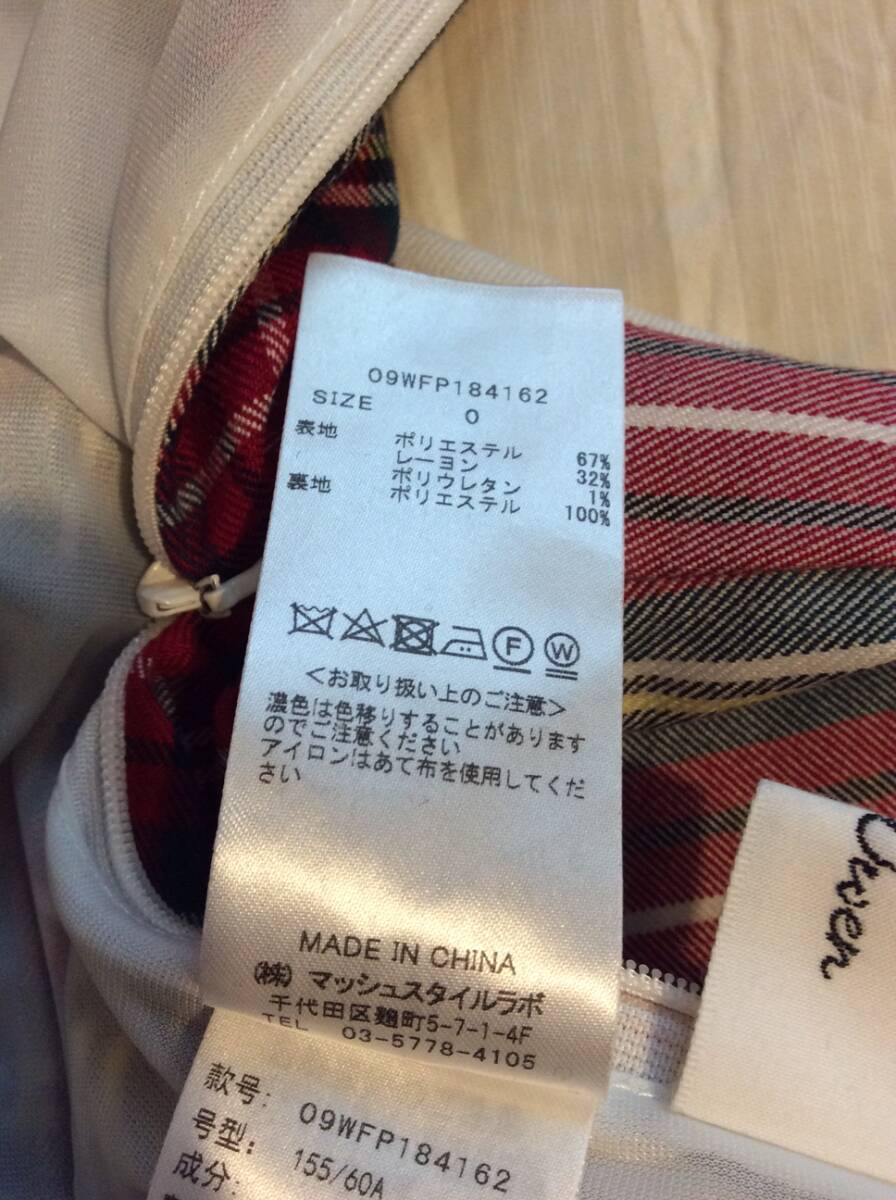 09WFP184162
SIZE 0
表地 ポリエステル 67%
レーヨン 32%
ポリウレタン 1%
裏地 ポリエステル 100%
F W
<お取り扱い上のご注意>
濃色は色移りすることがあります
のでご注意ください
アイロンはあて布を使用してくだ
さい
MADE IN CHINA
(株) マッシュスタイルラボ
千代田区麹町5-7-1-4F
TEL 03-5778-4105
款号: 09WFP184162
号型: 155/60A
成分: